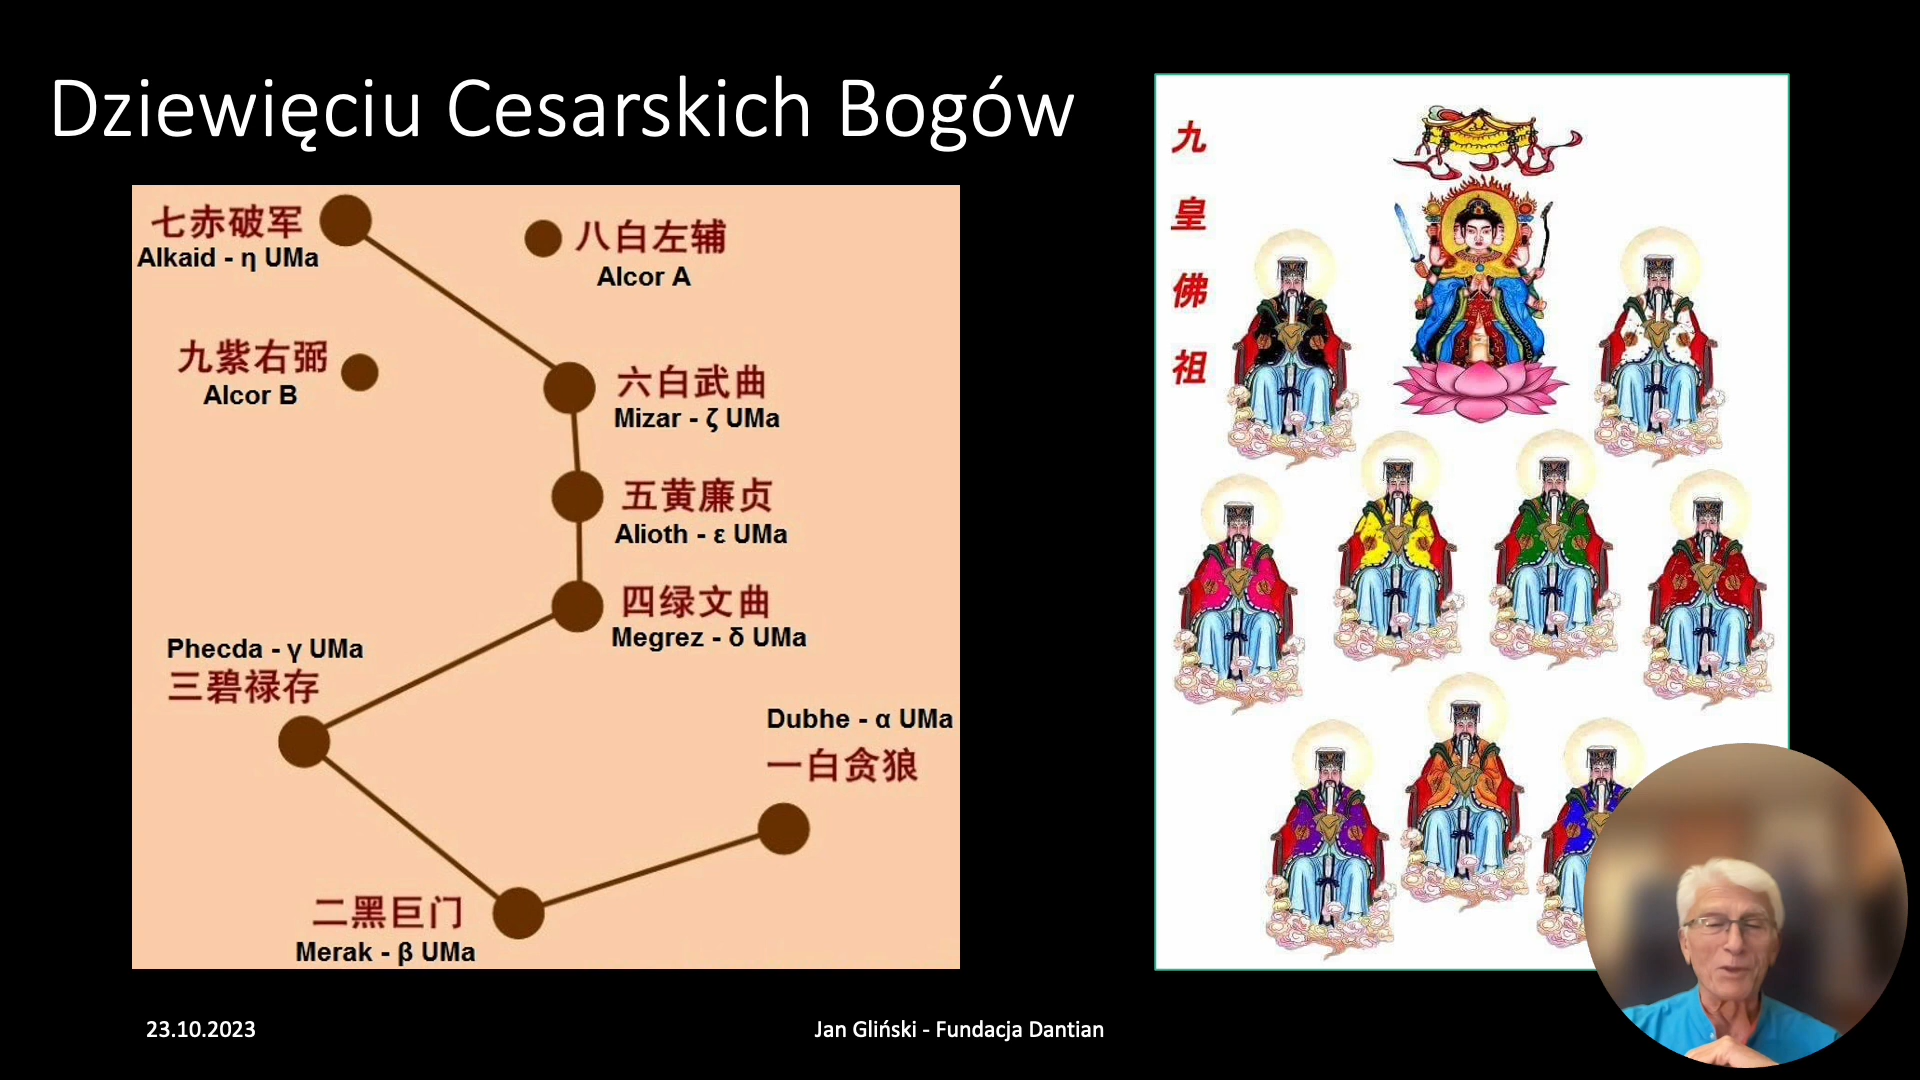 Dziewięciu Cesarskich Bogów
七赤破军
Alkaid - η UMa
八白左辅
Alcor A
九紫右弼
Alcor B
六白武曲
Mizar - ζ UMa
五黄廉贞
Alioth - ε UMa
四绿文曲
Megrez - δ UMa
Phecda - γ UMa
三碧禄存
Dubhe - α UMa
一白贪狼
二黑巨门
Merak - β UMa
九皇佛祖
23.10.2023
Jan Gliński - Fundacja Dantian